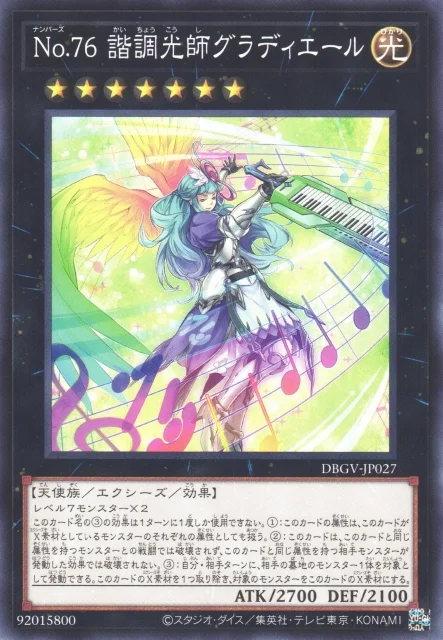 ナンバーズ かいちょうこうし
No.76 諧調光師グラディエール
ひかり
光
DBGV-JP027
【天使族/エクシーズ/効果】
レベル7モンスター×2
このカード名の③の効果は1ターンに1度しか使用できない。①:このカードの属性は、このカードが
X素材としているモンスターのそれぞれの属性としても扱う。②:このカードは、このカードと同じ
属性を持つモンスターとの戦闘では破壊されず、このカードと同じ属性を持つ相手モンスターが
発動した効果では破壊されない。③:自分・相手ターンに、相手の墓地のモンスター1体を対象と
して発動できる。このカードのX素材を1つ取り除き、対象のモンスターをこのカードのX素材とする。
ATK/2700 DEF/2100
92015800
©スタジオ・ダイス/集英社・テレビ東京・KONAMI